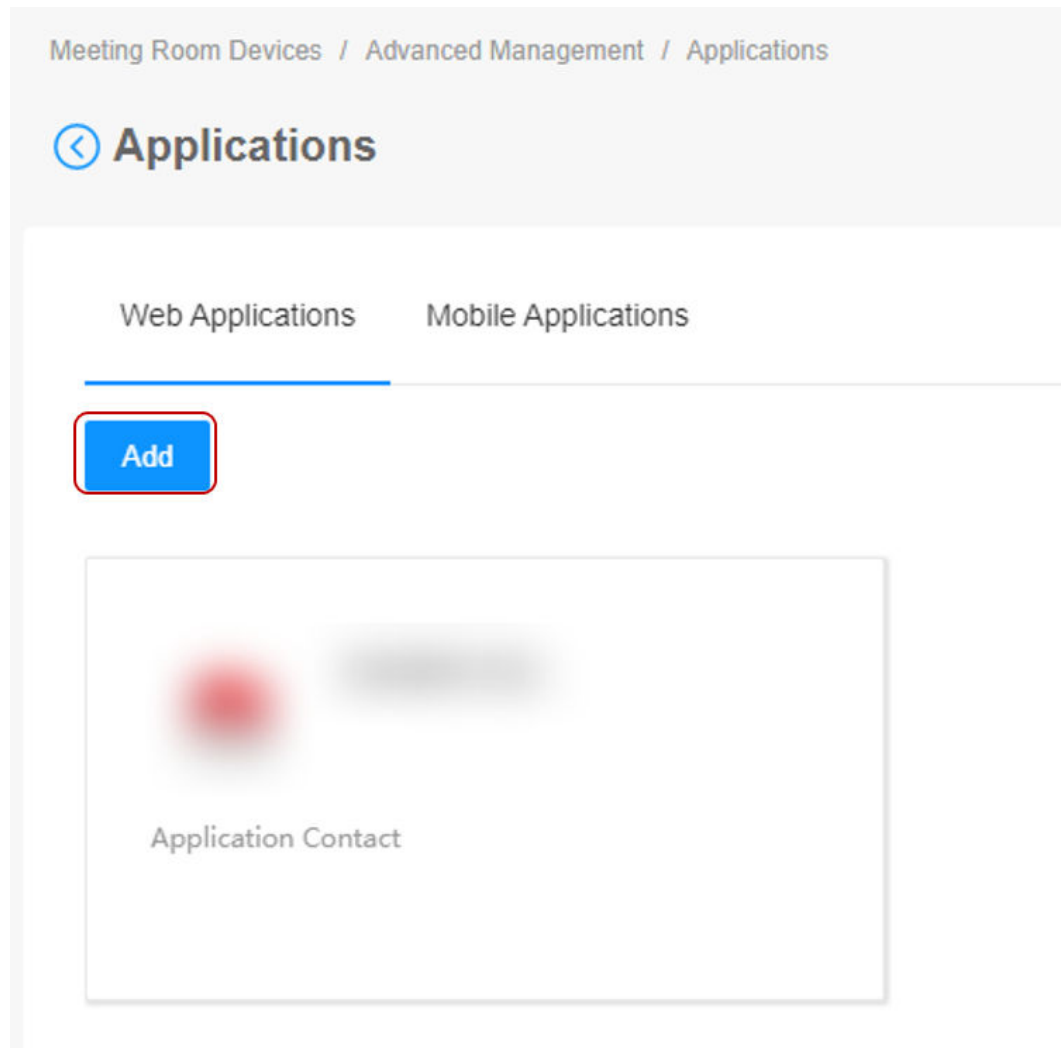 Meeting Room Devices / Advanced Management / Applications
Applications
Web Applications Mobile Applications
Add
Application Contact